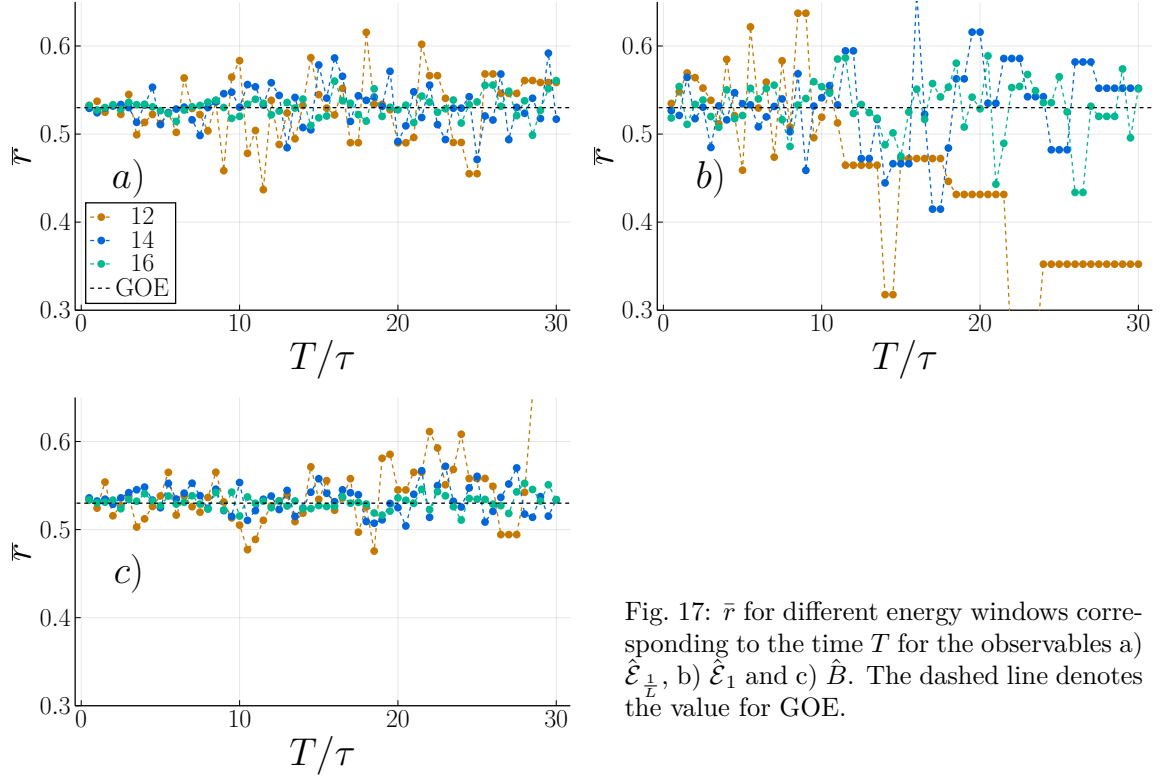 0.6
0.5
0.4
0.3
r̅
a)
12
14
16
GOE
0
10
20
30
T/τ
0.6
0.5
0.4
0.3
r̅
b)
0
10
20
30
T/τ
0.6
0.5
0.4
0.3
r̅
c)
0
10
20
30
T/τ
Fig. 17: r̄ for different energy windows corre-
sponding to the time T for the observables a)
ℰ̂_{1/L}, b) ℰ̂₁ and c) B̂. The dashed line denotes
the value for GOE.